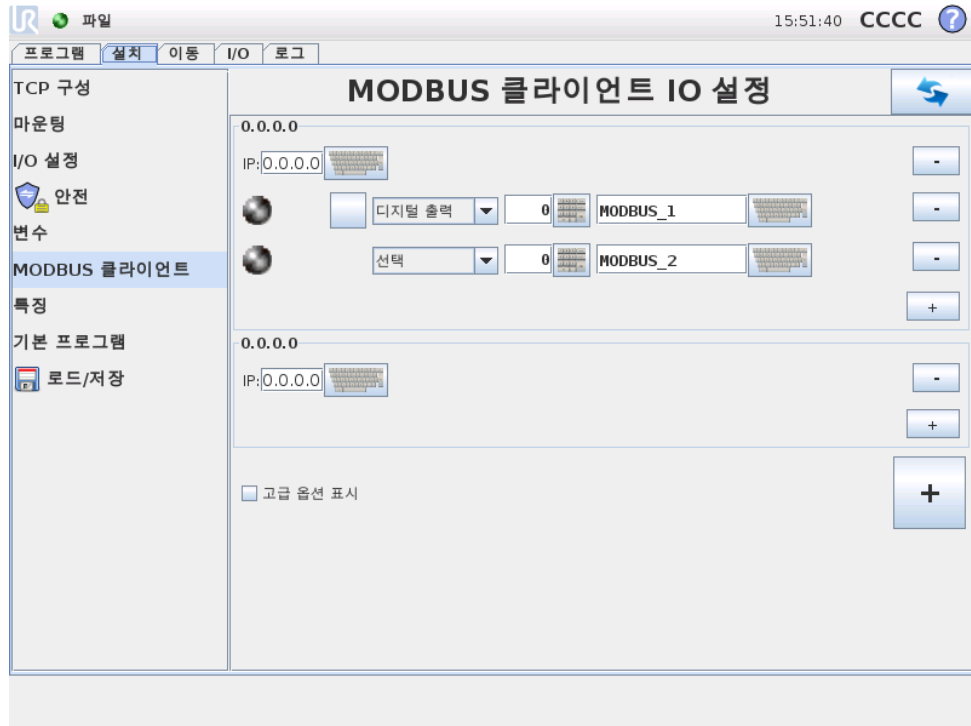 UR 파일 15:51:40 CCCC ?
프로그램 설치 이동 I/O 로그
TCP 구성
마운팅
I/O 설정
안전
변수
MODBUS 클라이언트
특징
기본 프로그램
로드/저장
MODBUS 클라이언트 IO 설정
0.0.0.0
IP: 0.0.0.0 -
디지털 출력 0 MODBUS_1 -
선택 0 MODBUS_2 -
+
0.0.0.0
IP: 0.0.0.0 -
+
고급 옵션 표시 +